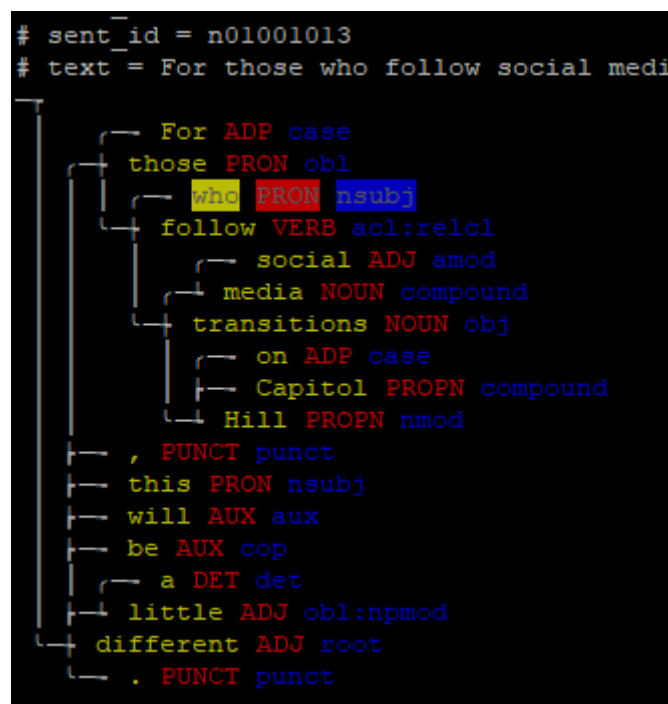 # sent_id = n01001013
# text = For those who follow social medi
For ADP case
those PRON obl
who PRON nsubj
follow VERB acl:relcl
social ADJ amod
media NOUN compound
transitions NOUN obj
on ADP case
Capitol PROPN compound
Hill PROPN nmod
, PUNCT punct
this PRON nsubj
will AUX aux
be AUX cop
a DET det
little ADJ obl:npmod
different ADJ root
. PUNCT punct